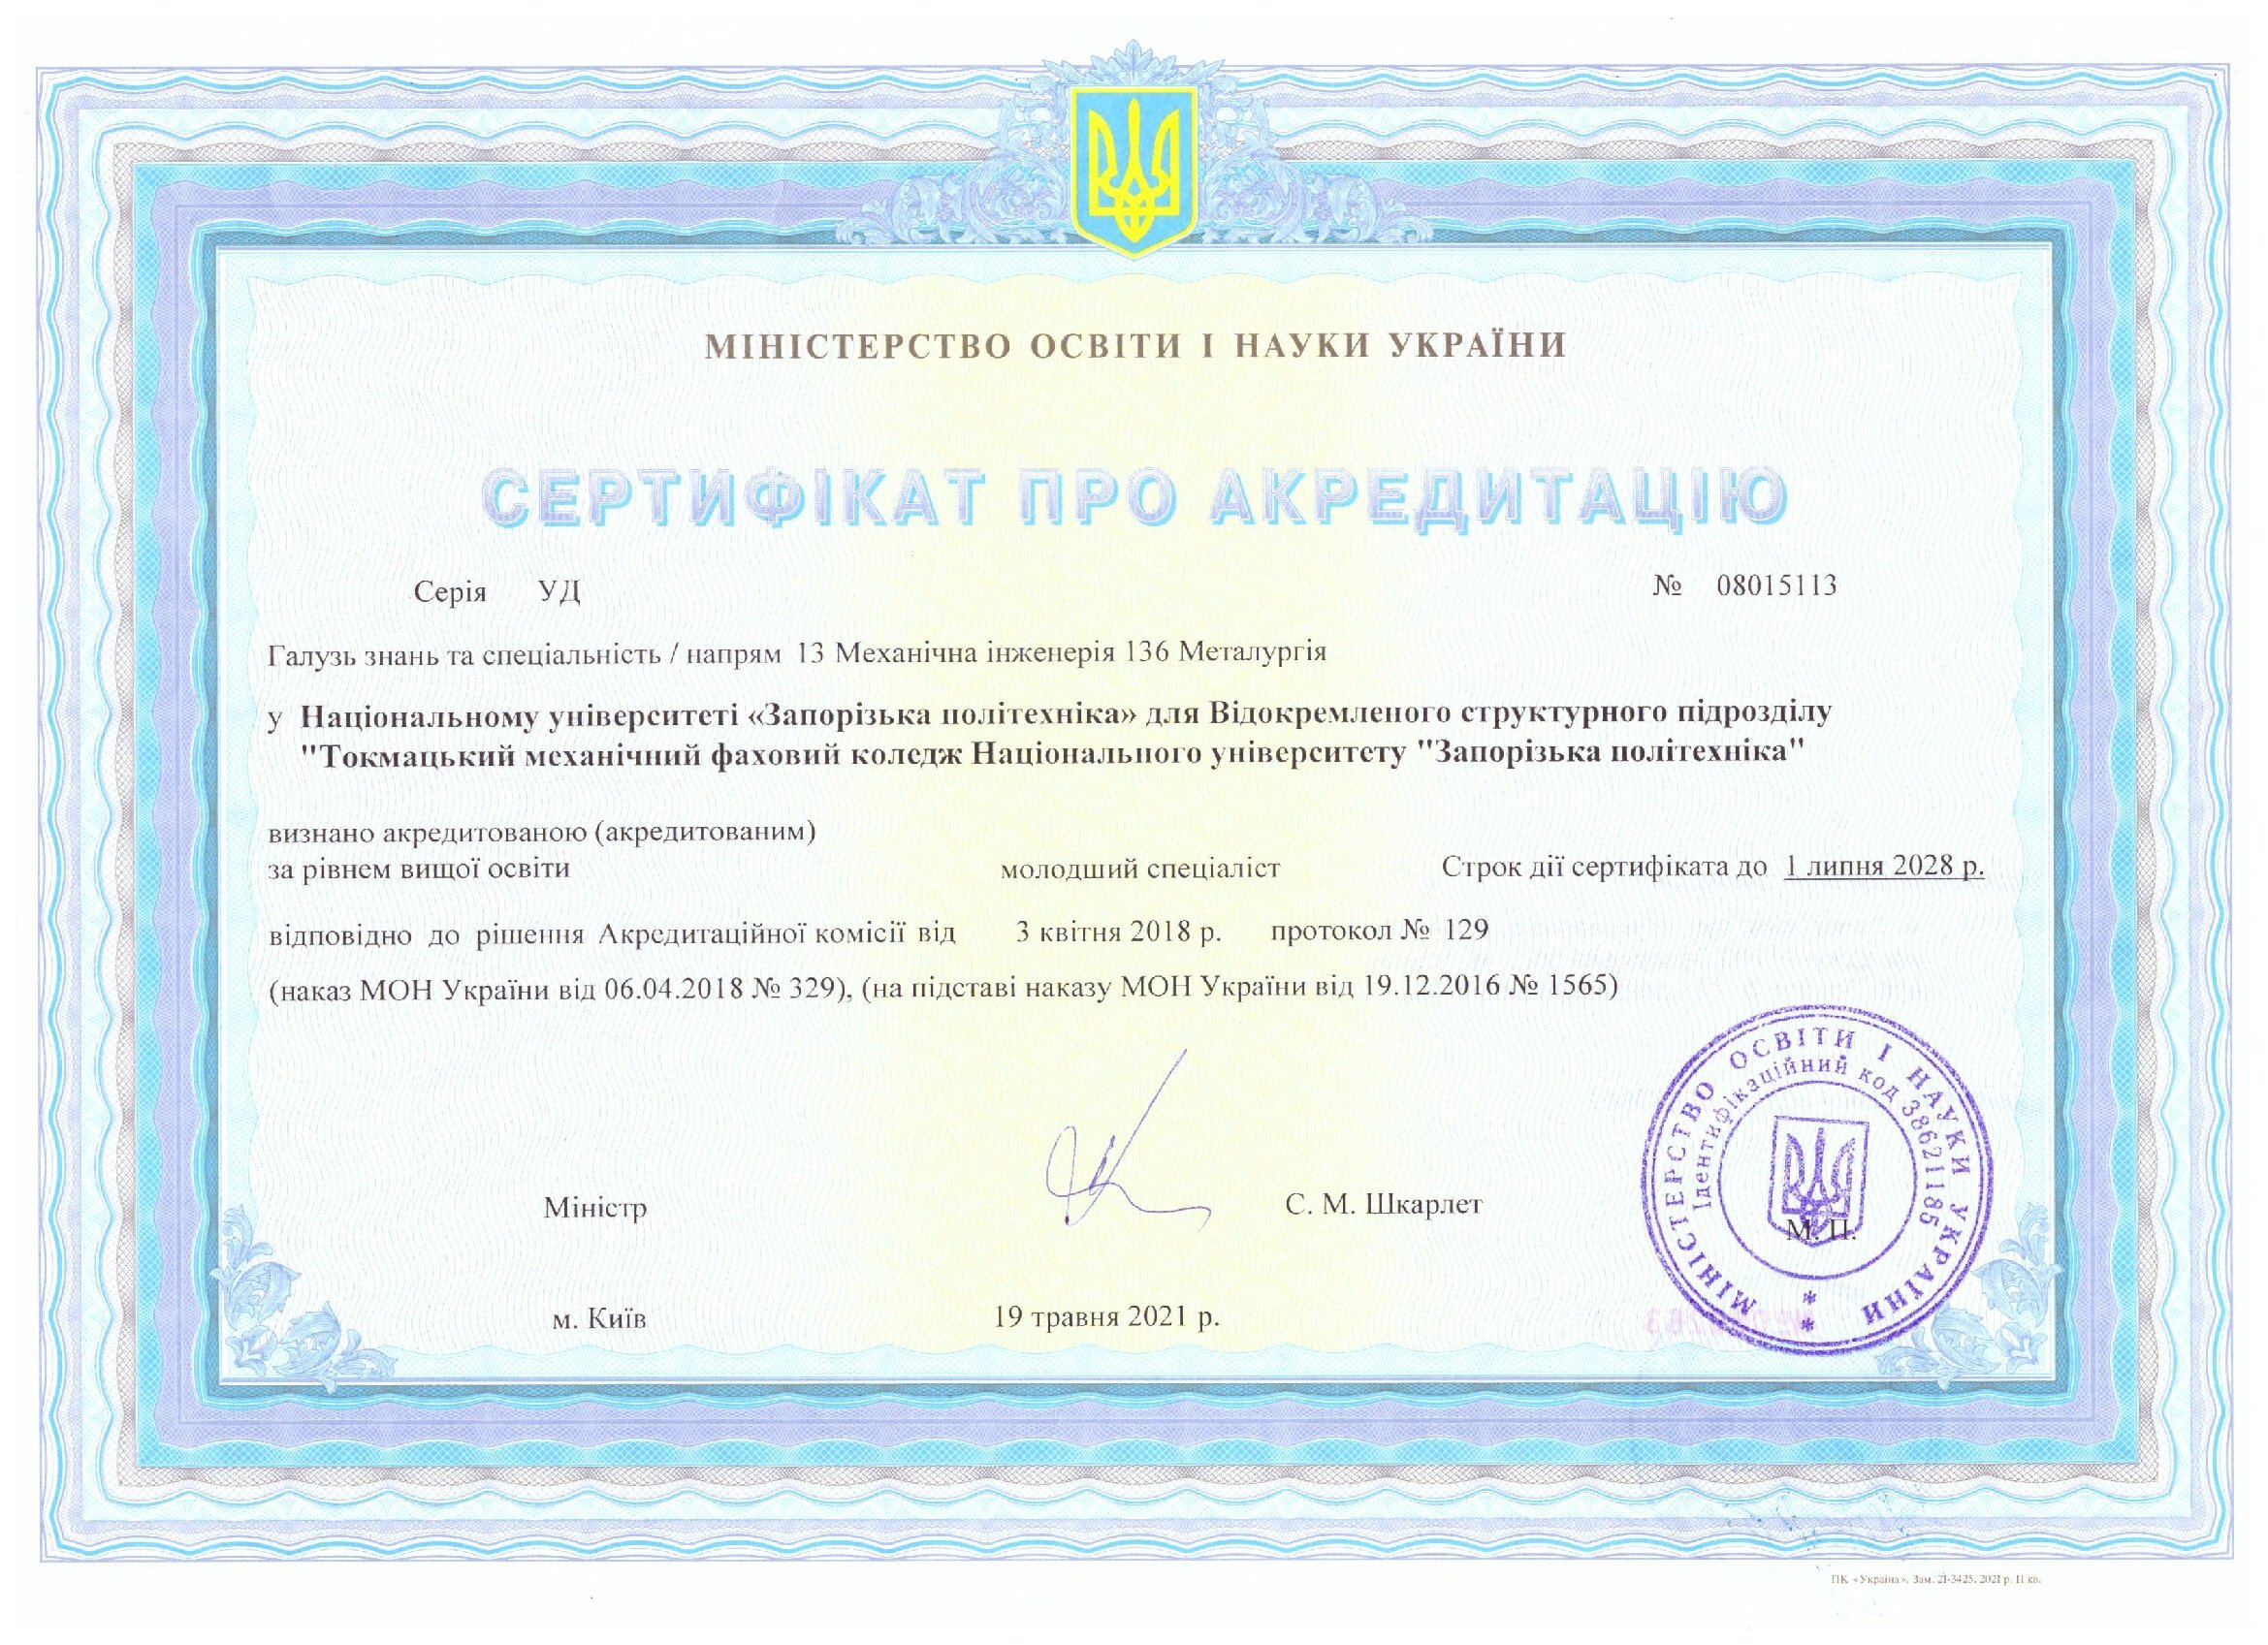 МІНІСТЕРСТВО ОСВІТИ І НАУКИ УКРАЇНИ
СЕРТИФІКАТ ПРО АКРЕДИТАЦІЮ
Серія УД № 08015113
Галузь знань та спеціальність / напрям 13 Механічна інженерія 136 Металургія
у Національному університеті «Запорізька політехніка» для Відокремленого структурного підрозділу
"Токмацький механічний фаховий коледж Національного університету "Запорізька політехніка"
визнано акредитованою (акредитованим)
за рівнем вищої освіти молодший спеціаліст Строк дії сертифіката до 1 липня 2028 р.
відповідно до рішення Акредитаційної комісії від 3 квітня 2018 р. протокол № 129
(наказ МОН України від 06.04.2018 № 329), (на підставі наказу МОН України від 19.12.2016 № 1565)
МІНІСТЕРСТВО ОСВІТИ І НАУКИ УКРАЇНИ
Ідентифікаційний код 38621185
Міністр С. М. Шкарлет
М. П.
м. Київ 19 травня 2021 р.
ПК «Україна». Зам. 21-3425. 2021 р. ІІ кв.